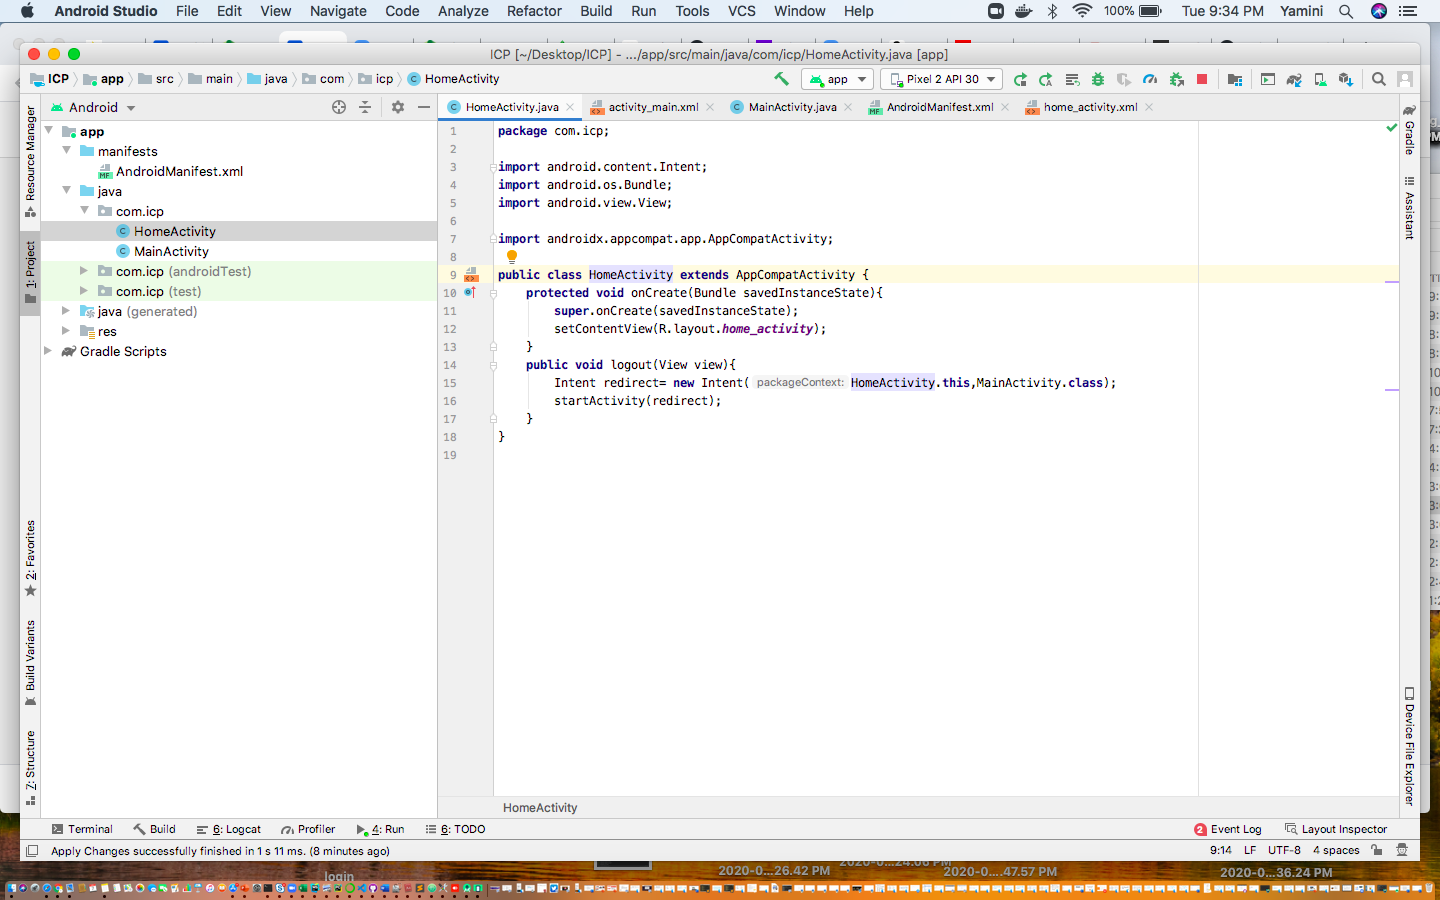 Android Studio File Edit View Navigate Code Analyze Refactor Build Run Tools VCS Window Help 100% Tue 9:34 PM Yamini
ICP [~/Desktop/ICP] - .../app/src/main/java/com/icp/HomeActivity.java [app]
ICP app src main java com icp HomeActivity app Pixel 2 API 30
Android HomeActivity.java activity_main.xml MainActivity.java AndroidManifest.xml home_activity.xml
app
manifests
AndroidManifest.xml
java
com.icp
HomeActivity
MainActivity
com.icp (androidTest)
com.icp (test)
java (generated)
res
Gradle Scripts
Resource Manager
1: Project
2: Favorites
Build Variants
7: Structure
1 package com.icp;
2
3 import android.content.Intent;
4 import android.os.Bundle;
5 import android.view.View;
6
7 import androidx.appcompat.app.AppCompatActivity;
8
9 public class HomeActivity extends AppCompatActivity {
10 protected void onCreate(Bundle savedInstanceState){
11 super.onCreate(savedInstanceState);
12 setContentView(R.layout.home_activity);
13 }
14 public void logout(View view){
15 Intent redirect= new Intent( packageContext: HomeActivity.this,MainActivity.class);
16 startActivity(redirect);
17 }
18 }
19
Gradle
Assistant
Device File Explorer
HomeActivity
Terminal Build 6: Logcat Profiler 4: Run 6: TODO 2 Event Log Layout Inspector
Apply Changes successfully finished in 1 s 11 ms. (8 minutes ago) 9:14 LF UTF-8 4 spaces
login 2020-0...26.42 PM 2020-0....47.57 PM 2020-0...36.24 PM